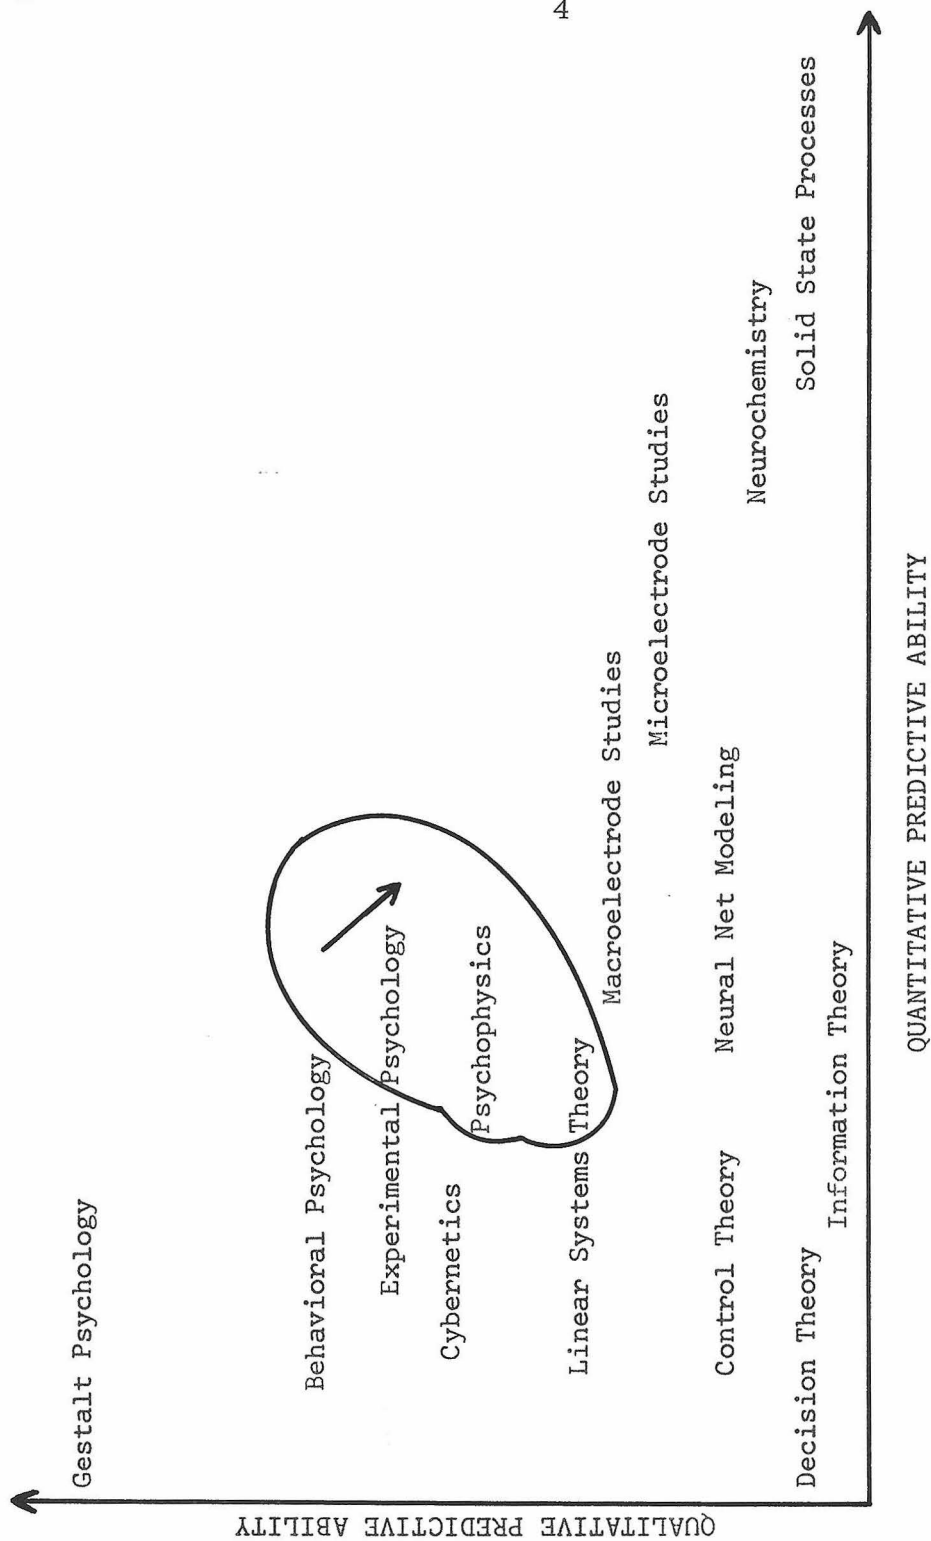 4
QUALITATIVE PREDICTIVE ABILITY
Gestalt Psychology
Behavioral Psychology
Experimental Psychology
Cybernetics
Psychophysics
Linear Systems Theory
Macroelectrode Studies
Microelectrode Studies
Control Theory
Neural Net Modeling
Neurochemistry
Decision Theory
Solid State Processes
Information Theory
QUANTITATIVE PREDICTIVE ABILITY